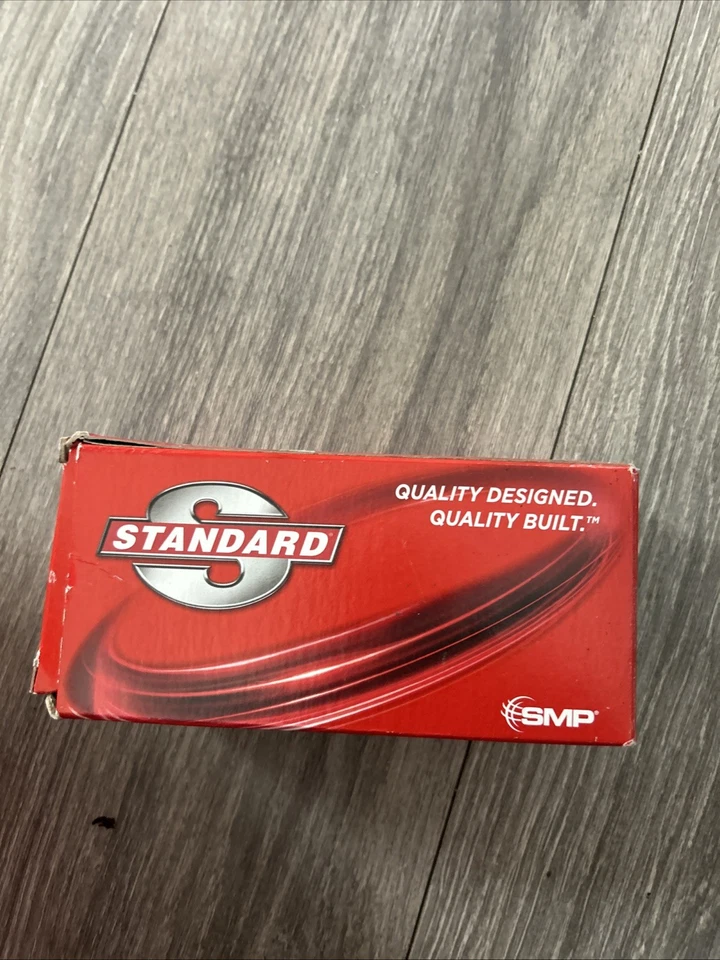 STANDARD
QUALITY DESIGNED.
QUALITY BUILT.™
SMP®